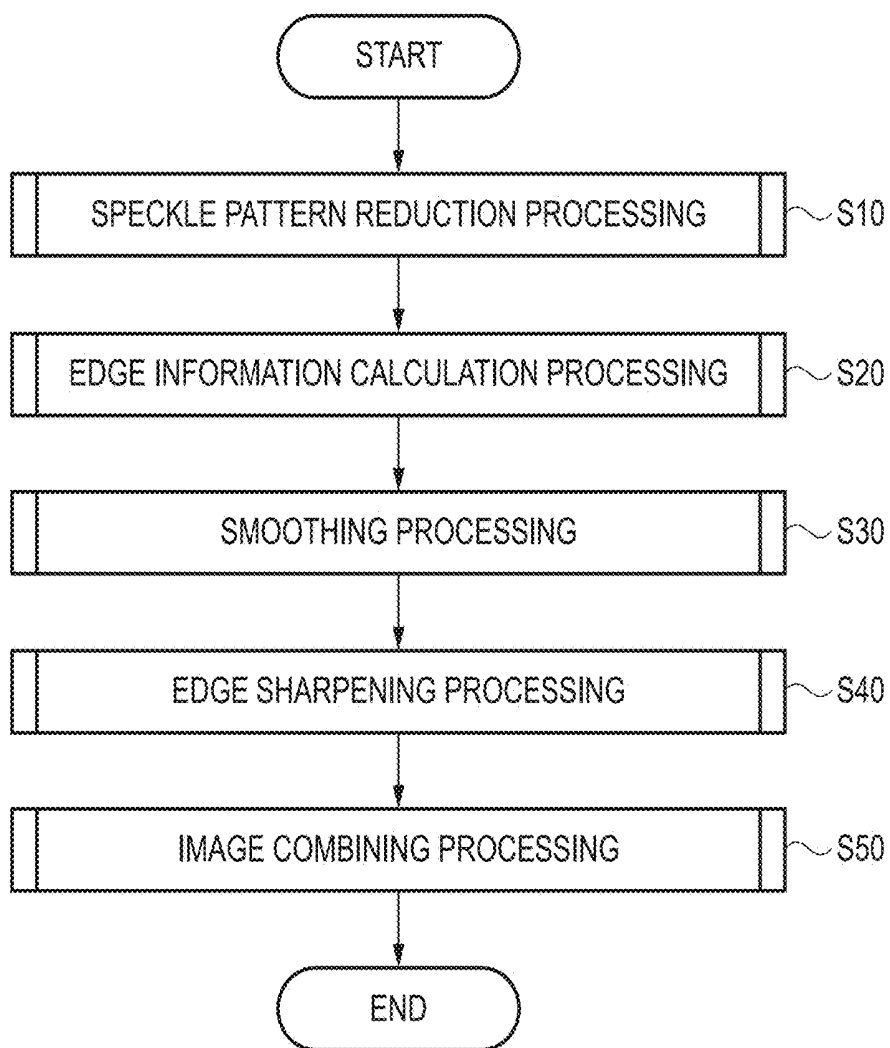 START
SPECKLE PATTERN REDUCTION PROCESSING S10
EDGE INFORMATION CALCULATION PROCESSING S20
SMOOTHING PROCESSING S30
EDGE SHARPENING PROCESSING S40
IMAGE COMBINING PROCESSING S50
END